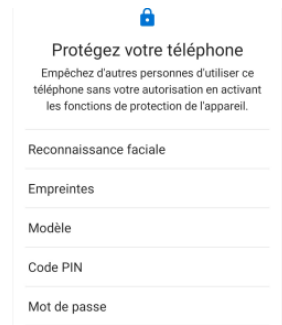 Protégez votre téléphone
Empêchez d'autres personnes d'utiliser ce
téléphone sans votre autorisation en activant
les fonctions de protection de l'appareil.
Reconnaissance faciale
Empreintes
Modèle
Code PIN
Mot de passe